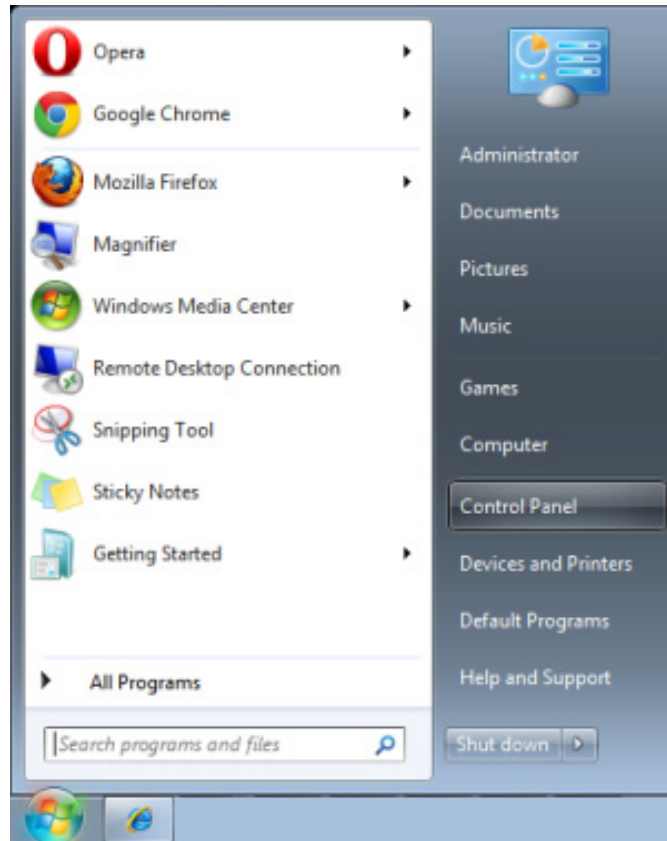 Opera
Google Chrome
Mozilla Firefox
Magnifier
Windows Media Center
Remote Desktop Connection
Snipping Tool
Sticky Notes
Getting Started
All Programs
Search programs and files
Administrator
Documents
Pictures
Music
Games
Computer
Control Panel
Devices and Printers
Default Programs
Help and Support
Shut down